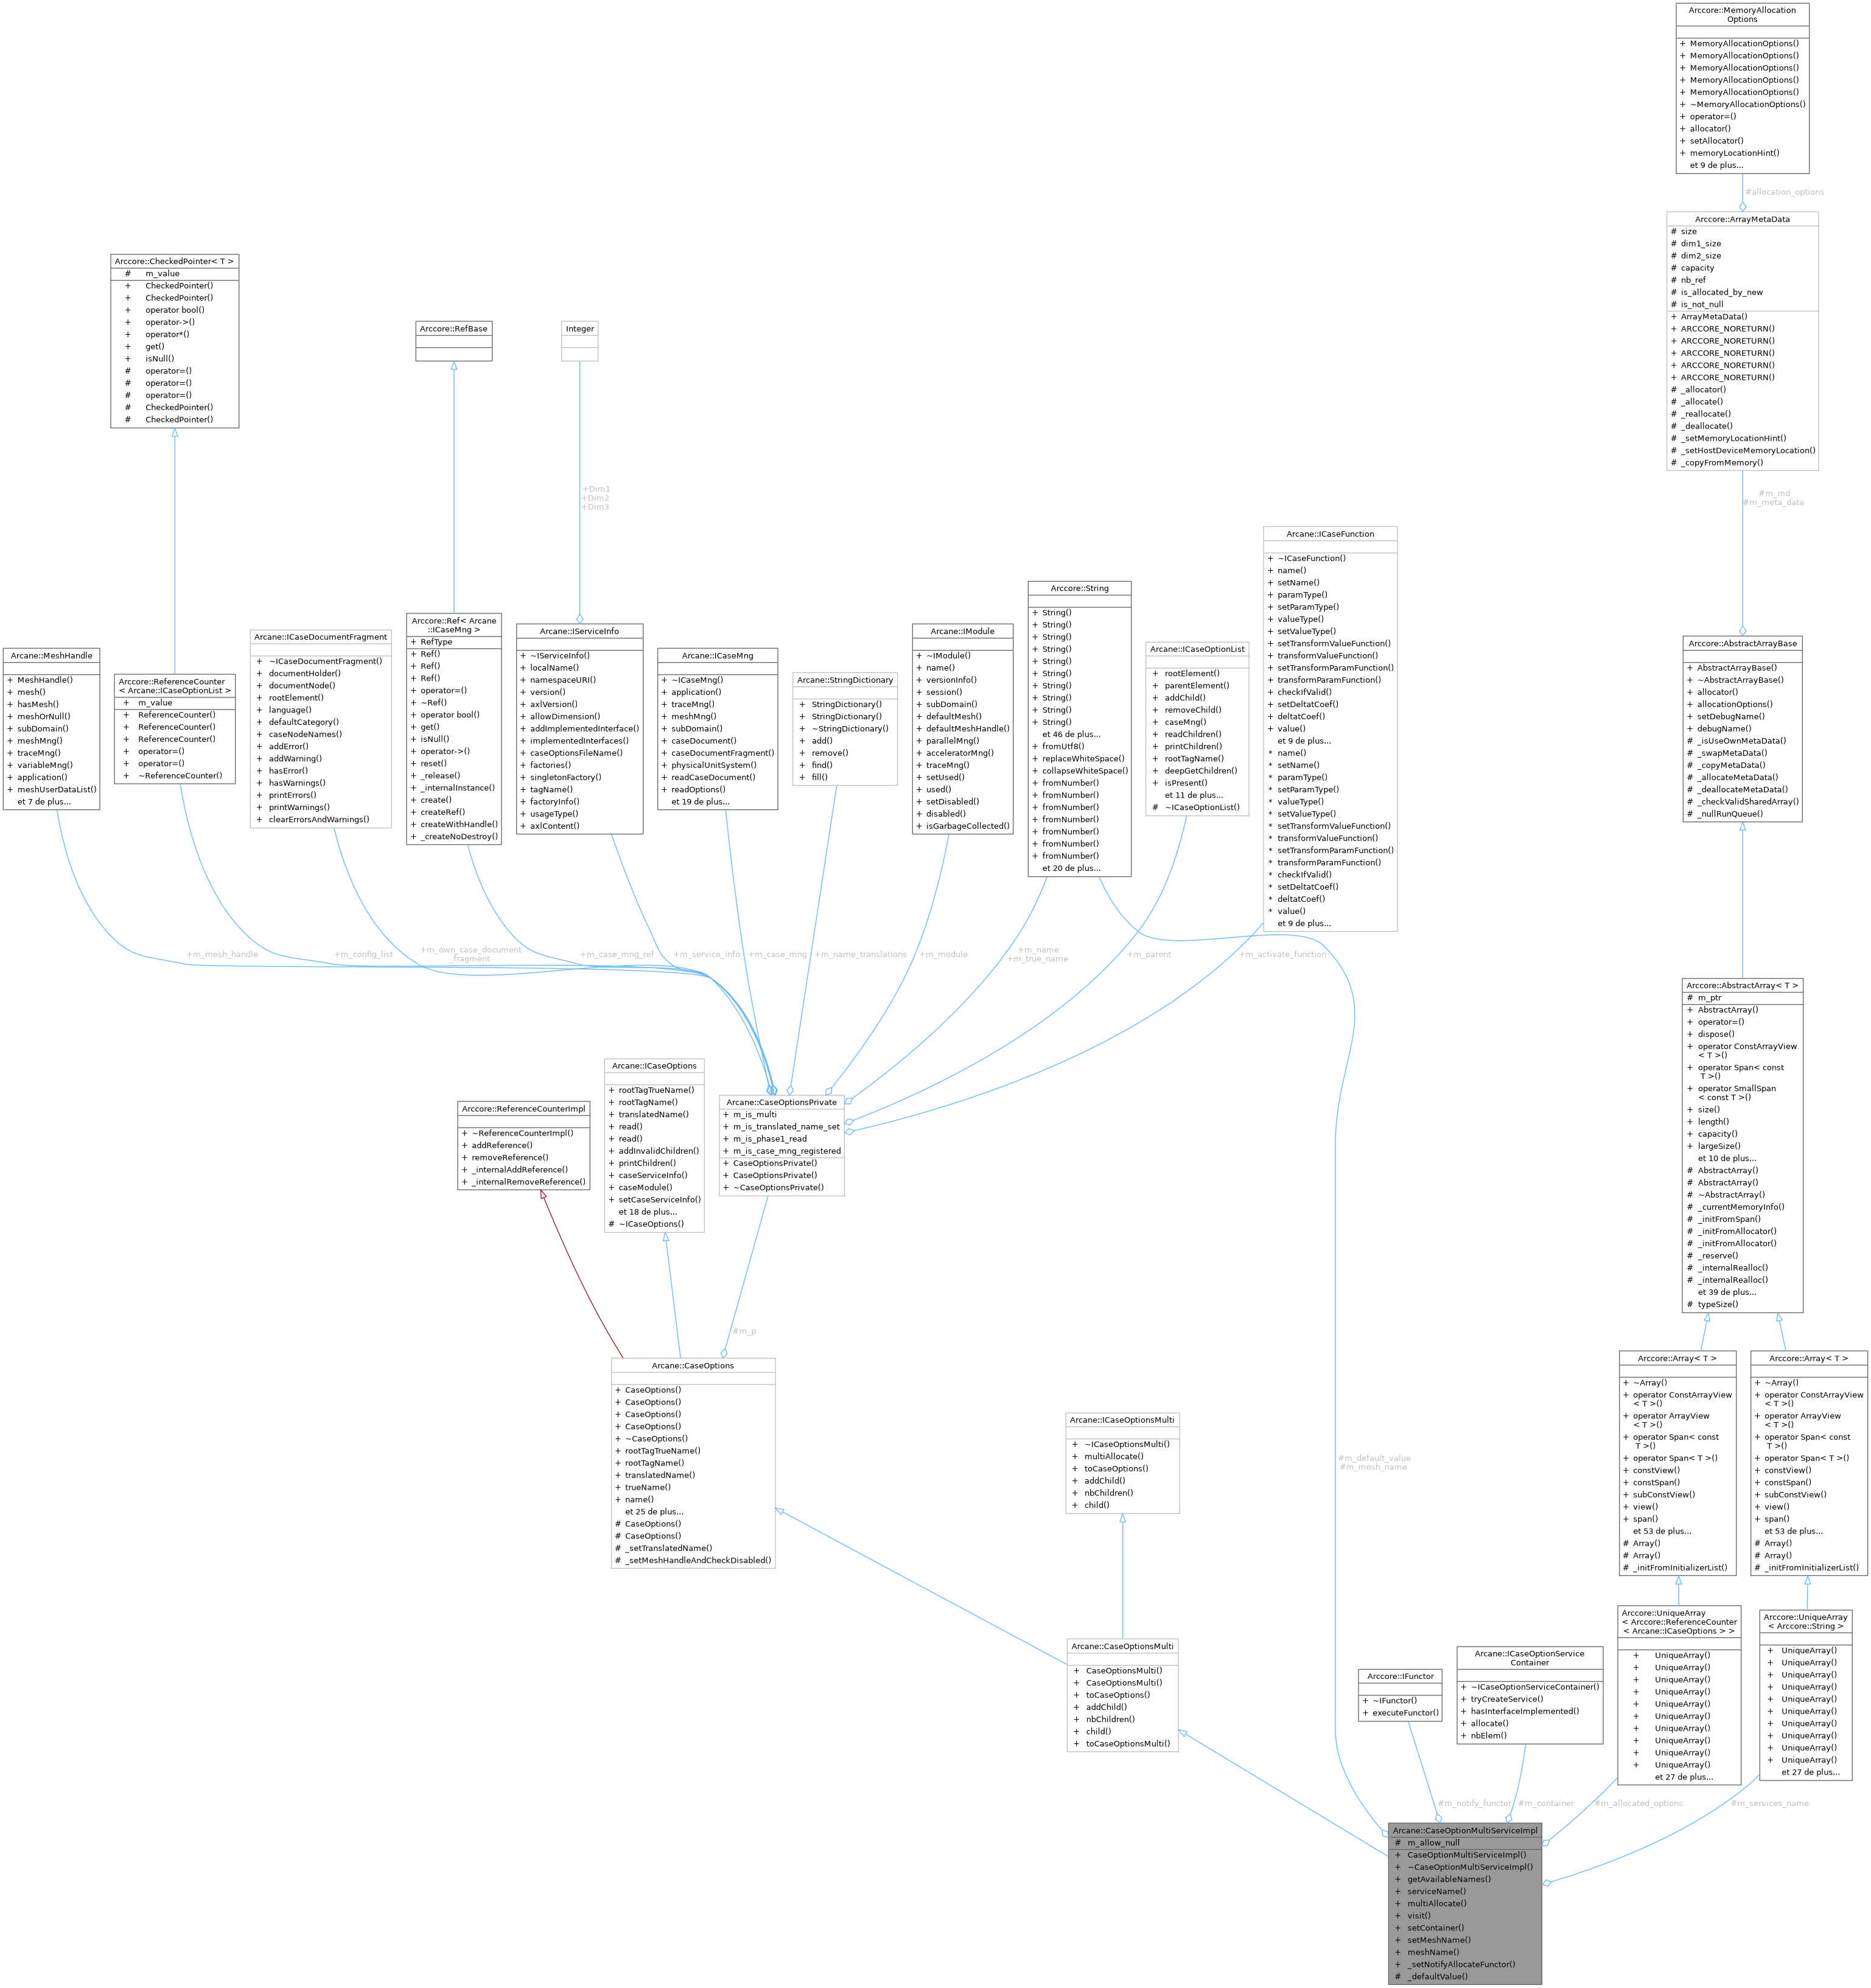 Arccore::MemoryAllocation
Options
+ MemoryAllocationOptions()
+ MemoryAllocationOptions()
+ MemoryAllocationOptions()
+ MemoryAllocationOptions()
+ MemoryAllocationOptions()
+ ~MemoryAllocationOptions()
+ operator=()
+ allocator()
+ setAllocator()
+ memoryLocationHint()
et 9 de plus...
#allocation_options
Arccore::ArrayMetaData
# size
# dim1_size
# dim2_size
# capacity
# nb_ref
# is_allocated_by_new
# is_not_null
+ ArrayMetaData()
+ ARCCORE_NORETURN()
+ ARCCORE_NORETURN()
+ ARCCORE_NORETURN()
+ ARCCORE_NORETURN()
+ ARCCORE_NORETURN()
# _allocator()
# _allocate()
# _reallocate()
# _deallocate()
# _setMemoryLocationHint()
# _setHostDeviceMemoryLocation()
# _copyFromMemory()
Arccore::CheckedPointer< T >
# m_value
+ CheckedPointer()
+ CheckedPointer()
+ operator bool()
+ operator->()
+ operator*()
+ get()
+ isNull()
# operator=()
# operator=()
# operator=()
# CheckedPointer()
# CheckedPointer()
Arccore::RefBase
Integer
+Dim1
+Dim2
+Dim3
#m_md
#m_meta_data
Arcane::MeshHandle
+ MeshHandle()
+ mesh()
+ hasMesh()
+ meshOrNull()
+ subDomain()
+ meshMng()
+ traceMng()
+ variableMng()
+ application()
+ meshUserDataList()
et 7 de plus...
Arccore::ReferenceCounter
< Arcane::ICaseOptionList >
+ m_value
+ ReferenceCounter()
+ ReferenceCounter()
+ ReferenceCounter()
+ operator=()
+ operator=()
+ ~ReferenceCounter()
Arcane::ICaseDocumentFragment
+ ~ICaseDocumentFragment()
+ documentHolder()
+ documentNode()
+ rootElement()
+ language()
+ defaultCategory()
+ caseNodeNames()
+ addError()
+ addWarning()
+ hasError()
+ hasWarnings()
+ printErrors()
+ printWarnings()
+ clearErrorsAndWarnings()
Arccore::Ref< Arcane
::ICaseMng >
+ RefType
+ Ref()
+ Ref()
+ Ref()
+ operator=()
+ ~Ref()
+ operator bool()
+ get()
+ isNull()
+ operator->()
+ reset()
+ _release()
+ _internalInstance()
+ create()
+ createRef()
+ createWithHandle()
+ _createNoDestroy()
Arcane::IServiceInfo
+ ~IServiceInfo()
+ localName()
+ namespaceURI()
+ version()
+ axlVersion()
+ allowDimension()
+ addImplementedInterface()
+ implementedInterfaces()
+ caseOptionsFileName()
+ factories()
+ singletonFactory()
+ tagName()
+ factoryInfo()
+ usageType()
+ axlContent()
Arcane::ICaseMng
+ ~ICaseMng()
+ application()
+ traceMng()
+ meshMng()
+ subDomain()
+ caseDocument()
+ caseDocumentFragment()
+ physicalUnitSystem()
+ readCaseDocument()
+ readOptions()
et 19 de plus...
Arcane::StringDictionary
+ StringDictionary()
+ StringDictionary()
+ ~StringDictionary()
+ add()
+ remove()
+ find()
+ fill()
Arcane::IModule
+ ~IModule()
+ name()
+ versionInfo()
+ session()
+ subDomain()
+ defaultMesh()
+ defaultMeshHandle()
+ parallelMng()
+ acceleratorMng()
+ traceMng()
+ setUsed()
+ used()
+ setDisabled()
+ disabled()
+ isGarbageCollected()
Arccore::String
+ String()
+ String()
+ String()
+ String()
+ String()
+ String()
+ String()
+ String()
+ String()
+ String()
et 46 de plus...
+ fromUtf8()
+ replaceWhiteSpace()
+ collapseWhiteSpace()
+ fromNumber()
+ fromNumber()
+ fromNumber()
+ fromNumber()
+ fromNumber()
+ fromNumber()
+ fromNumber()
et 20 de plus...
Arcane::ICaseOptionList
+ rootElement()
+ parentElement()
+ addChild()
+ removeChild()
+ caseMng()
+ readChildren()
+ printChildren()
+ rootTagName()
+ deepGetChildren()
+ isPresent()
et 11 de plus...
# ~ICaseOptionList()
Arcane::ICaseFunction
+ ~ICaseFunction()
+ name()
+ setName()
+ paramType()
+ setParamType()
+ valueType()
+ setValueType()
+ setTransformValueFunction()
+ transformValueFunction()
+ setTransformParamFunction()
+ transformParamFunction()
+ checkIfValid()
+ setDeltatCoef()
+ deltatCoef()
+ value()
et 9 de plus...
* name()
* setName()
* paramType()
* setParamType()
* valueType()
* setValueType()
* setTransformValueFunction()
* transformValueFunction()
* setTransformParamFunction()
* transformParamFunction()
* checkIfValid()
* setDeltatCoef()
* deltatCoef()
* value()
et 9 de plus...
Arccore::AbstractArrayBase
+ AbstractArrayBase()
+ ~AbstractArrayBase()
+ allocator()
+ allocationOptions()
+ setDebugName()
+ debugName()
# _isUseOwnMetaData()
# _swapMetaData()
# _copyMetaData()
# _allocateMetaData()
# _deallocateMetaData()
# _checkValidSharedArray()
# _nullRunQueue()
+m_mesh_handle
+m_config_list
+m_own_case_document
_fragment
+m_case_mng_ref
+m_service_info
+m_case_mng
+m_name_translations
+m_module
+m_name
+m_true_name
+m_parent
+m_activate_function
Arccore::AbstractArray< T >
# m_ptr
+ AbstractArray()
+ operator=()
+ dispose()
+ operator ConstArrayView
< T >()
+ operator Span< const
T >()
+ operator SmallSpan
< const T >()
+ size()
+ length()
+ capacity()
+ largeSize()
et 10 de plus...
# AbstractArray()
# AbstractArray()
# ~AbstractArray()
# _currentMemoryInfo()
# _initFromSpan()
# _initFromAllocator()
# _initFromAllocator()
# _reserve()
# _internalRealloc()
# _internalRealloc()
et 39 de plus...
# typeSize()
Arccore::ReferenceCounterImpl
+ ~ReferenceCounterImpl()
+ addReference()
+ removeReference()
+ _internalAddReference()
+ _internalRemoveReference()
Arcane::ICaseOptions
+ rootTagTrueName()
+ rootTagName()
+ translatedName()
+ read()
+ read()
+ addInvalidChildren()
+ printChildren()
+ caseServiceInfo()
+ caseModule()
+ setCaseServiceInfo()
et 18 de plus...
# ~ICaseOptions()
Arcane::CaseOptionsPrivate
+ m_is_multi
+ m_is_translated_name_set
+ m_is_phase1_read
+ m_is_case_mng_registered
+ CaseOptionsPrivate()
+ CaseOptionsPrivate()
+ ~CaseOptionsPrivate()
#m_p
Arcane::CaseOptions
+ CaseOptions()
+ CaseOptions()
+ CaseOptions()
+ CaseOptions()
+ ~CaseOptions()
+ rootTagTrueName()
+ rootTagName()
+ translatedName()
+ trueName()
+ name()
et 25 de plus...
# CaseOptions()
# CaseOptions()
# _setTranslatedName()
# _setMeshHandleAndCheckDisabled()
Arcane::ICaseOptionsMulti
+ ~ICaseOptionsMulti()
+ multiAllocate()
+ toCaseOptions()
+ addChild()
+ nbChildren()
+ child()
#m_default_value
#m_mesh_name
Arccore::Array< T >
+ ~Array()
+ operator ConstArrayView
< T >()
+ operator ArrayView
< T >()
+ operator Span< const
T >()
+ operator Span< T >()
+ constView()
+ constSpan()
+ subConstView()
+ view()
+ span()
et 53 de plus...
# Array()
# Array()
# _initFromInitializerList()
Arccore::Array< T >
+ ~Array()
+ operator ConstArrayView
< T >()
+ operator ArrayView
< T >()
+ operator Span< const
T >()
+ operator Span< T >()
+ constView()
+ constSpan()
+ subConstView()
+ view()
+ span()
et 53 de plus...
# Array()
# Array()
# _initFromInitializerList()
Arcane::CaseOptionsMulti
+ CaseOptionsMulti()
+ CaseOptionsMulti()
+ toCaseOptions()
+ addChild()
+ nbChildren()
+ child()
+ toCaseOptionsMulti()
Arccore::IFunctor
+ ~IFunctor()
+ executeFunctor()
Arcane::ICaseOptionService
Container
+ ~ICaseOptionServiceContainer()
+ tryCreateService()
+ hasInterfaceImplemented()
+ allocate()
+ nbElem()
Arccore::UniqueArray
< Arccore::ReferenceCounter
< Arcane::ICaseOptions > >
+ UniqueArray()
+ UniqueArray()
+ UniqueArray()
+ UniqueArray()
+ UniqueArray()
+ UniqueArray()
+ UniqueArray()
+ UniqueArray()
+ UniqueArray()
+ UniqueArray()
et 27 de plus...
Arccore::UniqueArray
< Arccore::String >
+ UniqueArray()
+ UniqueArray()
+ UniqueArray()
+ UniqueArray()
+ UniqueArray()
+ UniqueArray()
+ UniqueArray()
+ UniqueArray()
+ UniqueArray()
+ UniqueArray()
et 27 de plus...
#m_notify_functor
#m_container
#m_allocated_options
#m_services_name
Arcane::CaseOptionMultiServiceImpl
# m_allow_null
+ CaseOptionMultiServiceImpl()
+ ~CaseOptionMultiServiceImpl()
+ getAvailableNames()
+ serviceName()
+ multiAllocate()
+ visit()
+ setContainer()
+ setMeshName()
+ meshName()
+ _setNotifyAllocateFunctor()
# _defaultValue()